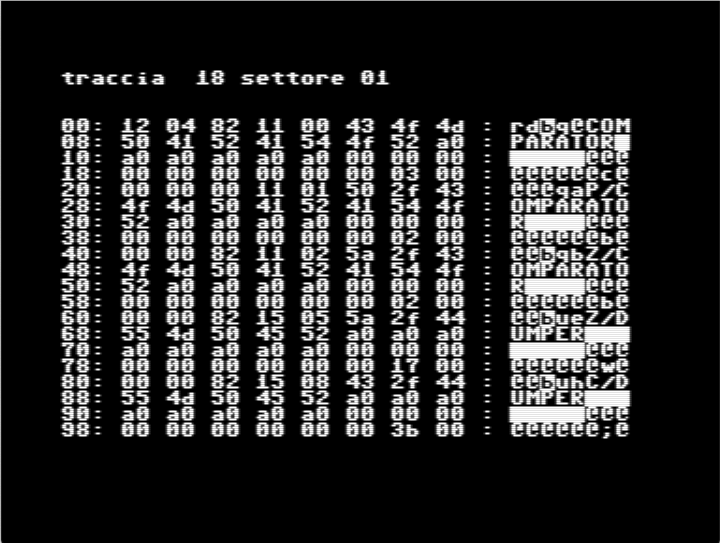 traccia  18 settore 01
00: 12 04 82 11 00 43 4f 4d : rdbq@COM
08: 50 41 52 41 54 4f 52 a0 : PARATOR
10: a0 a0 a0 a0 a0 00 00 00 : @@@
18: 00 00 00 00 00 00 03 00 : @@@@@@c@
20: 00 00 00 11 01 50 2f 43 : @@@qaP/C
28: 4f 4d 50 41 52 41 54 4f : OMPARATO
30: 52 a0 a0 a0 a0 00 00 00 : R @@@
38: 00 00 00 00 00 00 02 00 : @@@@@@b@
40: 00 00 82 11 02 5a 2f 43 : @@bqbZ/C
48: 4f 4d 50 41 52 41 54 4f : OMPARATO
50: 52 a0 a0 a0 a0 00 00 00 : R @@@
58: 00 00 00 00 00 00 02 00 : @@@@@@b@
60: 00 00 82 15 05 5a 2f 44 : @@bueZ/D
68: 55 4d 50 45 52 a0 a0 a0 : UMPER
70: a0 a0 a0 a0 a0 00 00 00 : @@@
78: 00 00 00 00 00 00 17 00 : @@@@@@w@
80: 00 00 82 15 08 43 2f 44 : @@buhC/D
88: 55 4d 50 45 52 a0 a0 a0 : UMPER
90: a0 a0 a0 a0 a0 00 00 00 : @@@
98: 00 00 00 00 00 00 3b 00 : @@@@@@;@